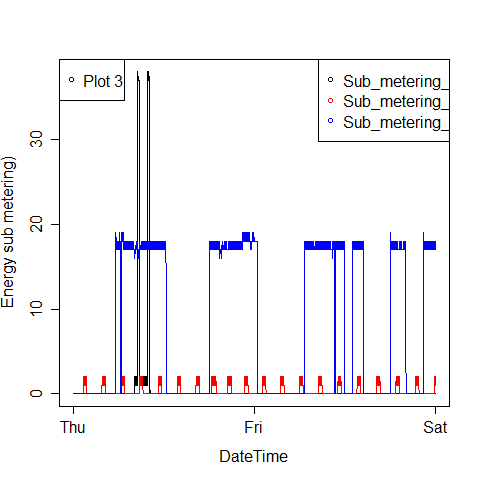 Plot 3
Sub_metering_
Sub_metering_
Sub_metering_
Energy sub metering)
0
10
20
30
Thu
Fri
Sat
DateTime